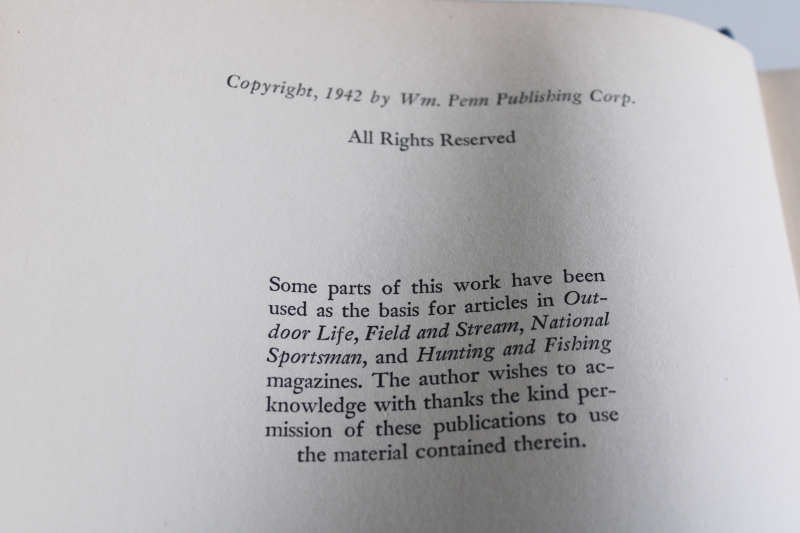 Copyright, 1942 by Wm. Penn Publishing Corp.
All Rights Reserved
Some parts of this work have been
used as the basis for articles in Out-
door Life, Field and Stream, National
Sportsman, and Hunting and Fishing
magazines. The author wishes to ac-
knowledge with thanks the kind per-
mission of these publications to use
the material contained therein.